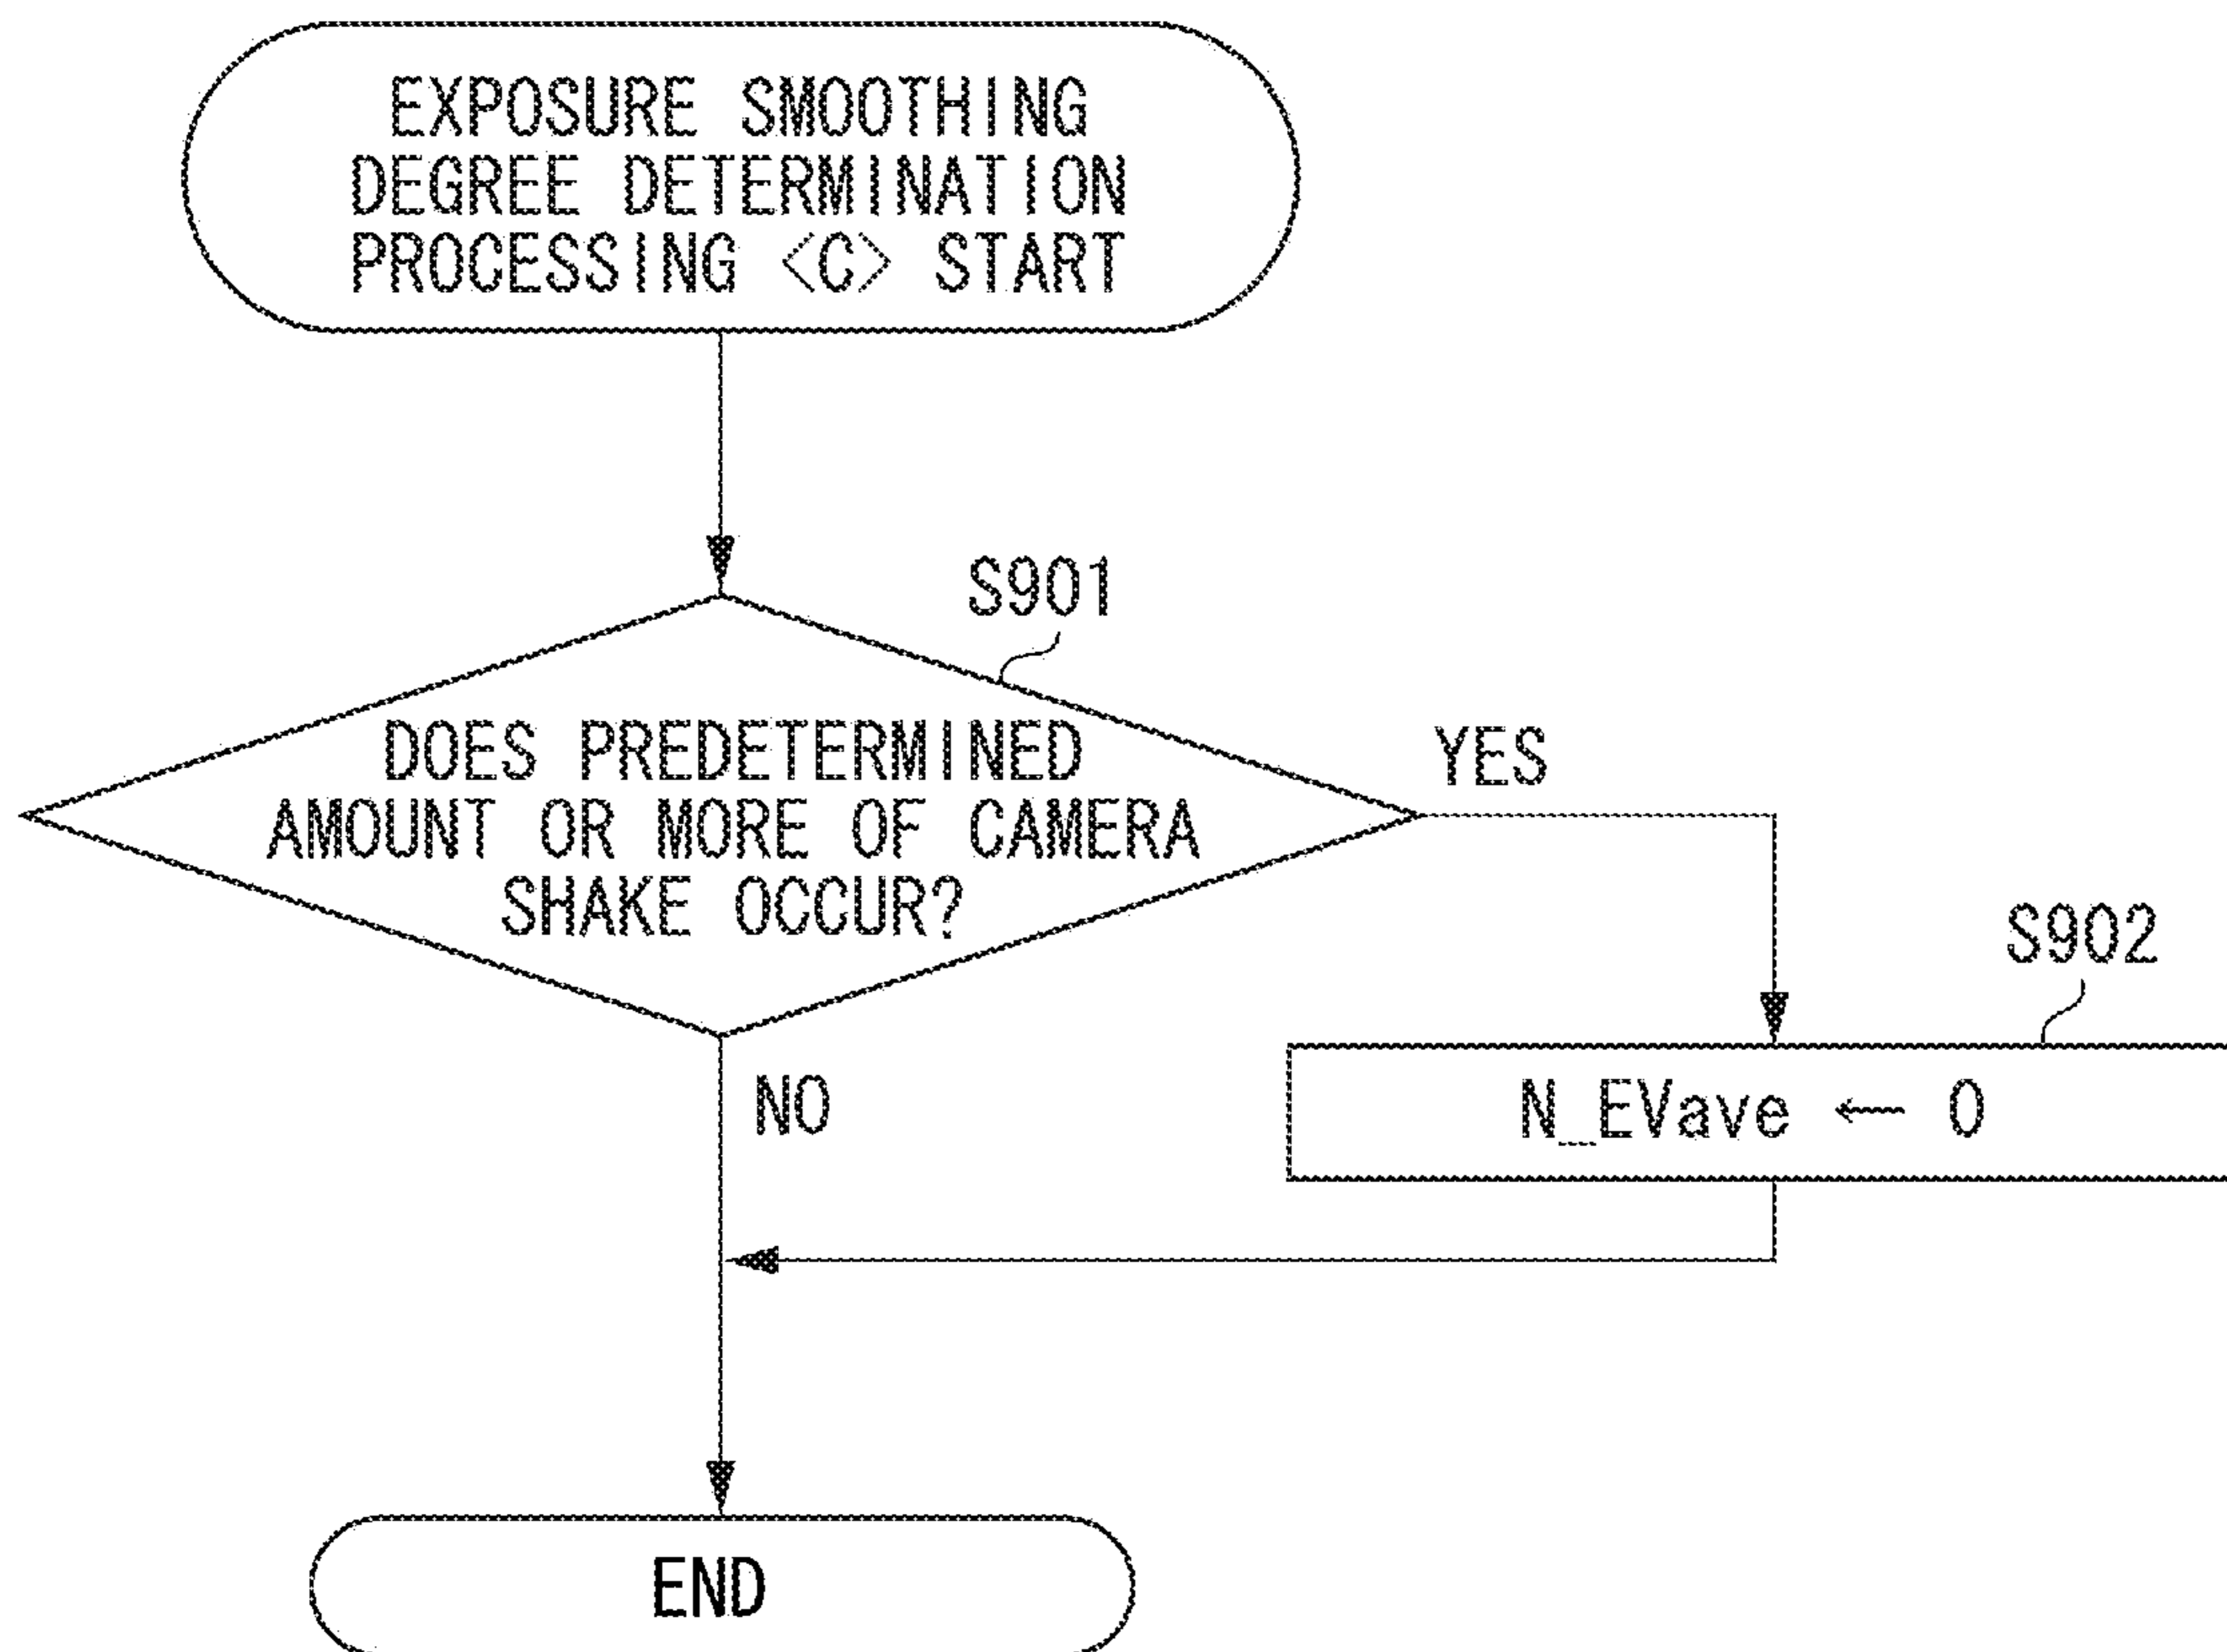 EXPOSURE SMOOTHING
DEGREE DETERMINATION
PROCESSING <C> START
S901
DOES PREDETERMINED
AMOUNT OR MORE OF CAMERA
SHAKE OCCUR?
YES
S902
NO
N_EVave ← 0
END